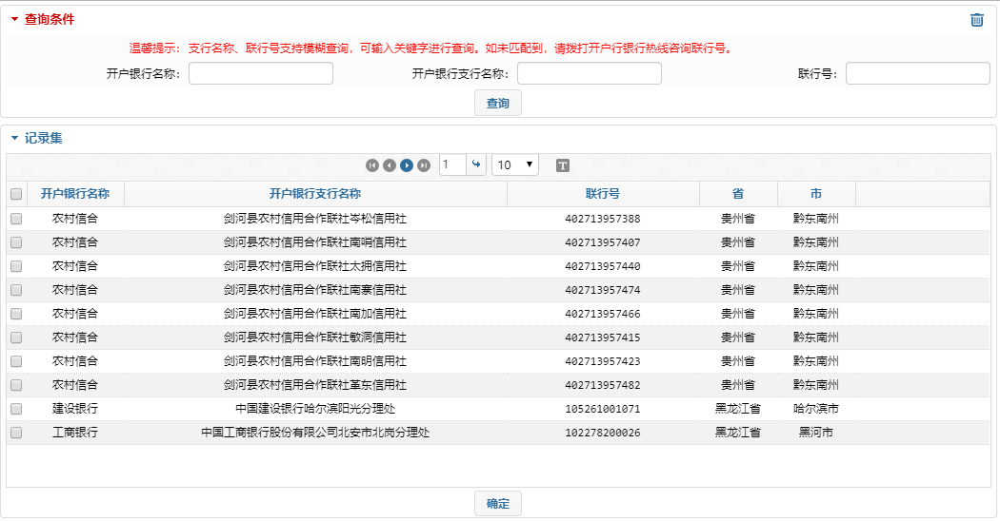 查询条件
温馨提示：支行名称、联行号支持模糊查询，可输入关键字进行查询。如未匹配到，请拨打开户行银行热线咨询联行号。
开户银行名称： 开户银行支行名称： 联行号：
查询
记录集
1 10 T
开户银行名称 开户银行支行名称 联行号 省 市
农村信合 剑河县农村信用合作联社岑松信用社 402713957388 贵州省 黔东南州
农村信合 剑河县农村信用合作联社南哨信用社 402713957407 贵州省 黔东南州
农村信合 剑河县农村信用合作联社太拥信用社 402713957440 贵州省 黔东南州
农村信合 剑河县农村信用合作联社南寨信用社 402713957474 贵州省 黔东南州
农村信合 剑河县农村信用合作联社南加信用社 402713957466 贵州省 黔东南州
农村信合 剑河县农村信用合作联社敏洞信用社 402713957415 贵州省 黔东南州
农村信合 剑河县农村信用合作联社南明信用社 402713957423 贵州省 黔东南州
农村信合 剑河县农村信用合作联社革东信用社 402713957482 贵州省 黔东南州
建设银行 中国建设银行哈尔滨阳光分理处 105261001071 黑龙江省 哈尔滨市
工商银行 中国工商银行股份有限公司北安市北岗分理处 102278200026 黑龙江省 黑河市
确定